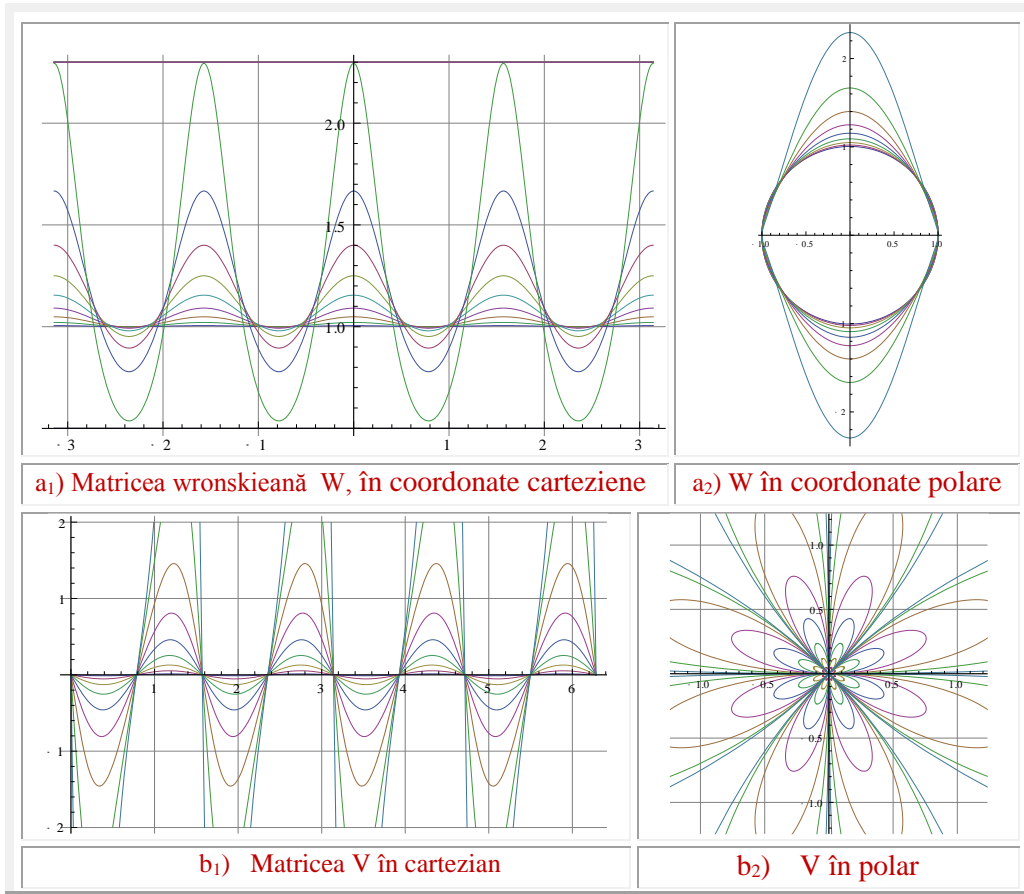 2.0
1.5
1.0
- 3 - 2 - 1 1 2 3
2
1
- 1.0 - 0.5 0.5 1.0
- 1
- 2
a₁) Matricea wronskieană W, în coordonate carteziene
a₂) W în coordonate polare
2
1
1 2 3 4 5 6
- 1
- 2
1.0
0.5
- 1.0 - 0.5 0.5 1.0
- 0.5
- 1.0
b₁) Matricea V în cartezian
b₂) V în polar